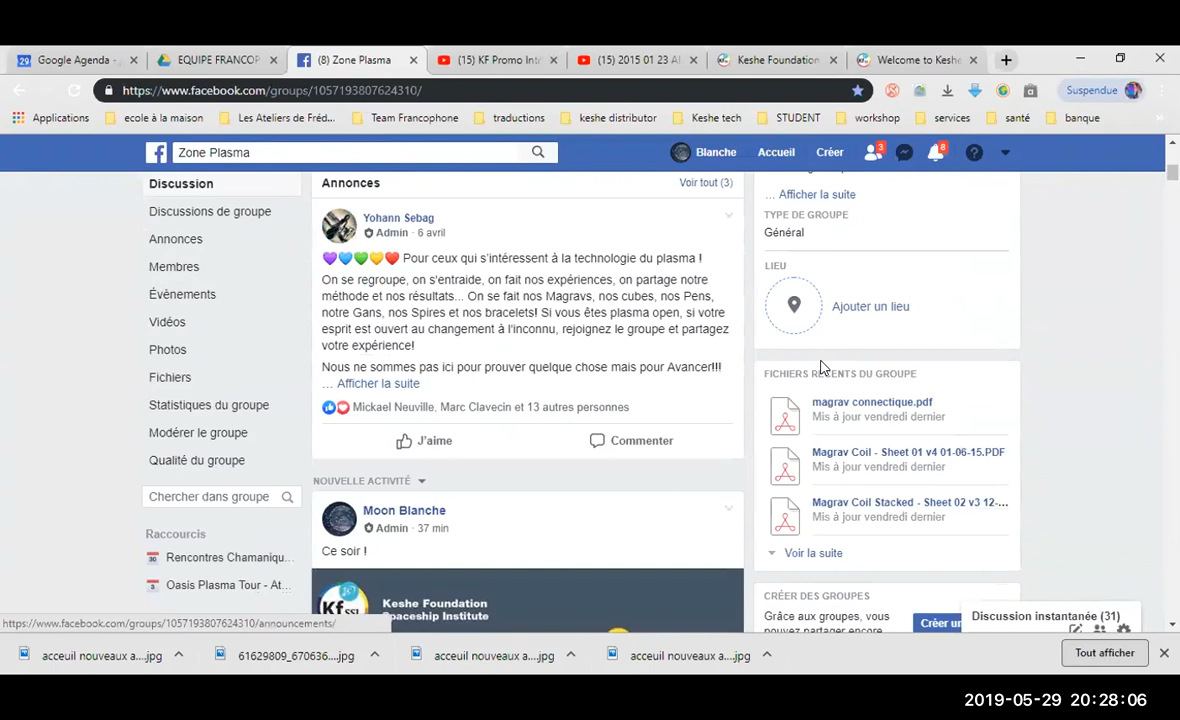 Google Agenda -
EQUIPE FRANCOP
(8) Zone Plasma
(15) KF Promo Intr
(15) 2015 01 23 A
Keshe Foundation
Welcome to Keshe
https://www.facebook.com/groups/1057193807624310/
Suspendue
Applications
ecole à la maison
Les Ateliers de Fréd...
Team Francophone
traductions
keshe distributor
Keshe tech
STUDENT
workshop
services
santé
banque
Zone Plasma
Blanche
Accueil
Créer
3
8
Discussion
Discussions de groupe
Annonces
Membres
Évènements
Vidéos
Photos
Fichiers
Statistiques du groupe
Modérer le groupe
Qualité du groupe
Chercher dans groupe
Raccourcis
30 Rencontres Chamaniqu...
3 Oasis Plasma Tour - At...
Annonces
Voir tout (3)
Yohann Sebag
Admin · 6 avril
💜💙💚💛❤️ Pour ceux qui s'intéressent à la technologie du plasma !
On se regroupe, on s'entraide, on fait nos expériences, on partage notre
méthode et nos résultats... On se fait nos Magravs, nos cubes, nos Pens,
notre Gans, nos Spires et nos bracelets! Si vous êtes plasma open, si votre
esprit est ouvert au changement à l'inconnu, rejoignez le groupe et partagez
votre expérience!
Nous ne sommes pas ici pour prouver quelque chose mais pour Avancer!!!
... Afficher la suite
Mickael Neuville, Marc Clavecin et 13 autres personnes
J'aime
Commenter
NOUVELLE ACTIVITÉ
Moon Blanche
Admin · 37 min
Ce soir !
Kf SSI
Keshe Foundation
Spaceship Institute
... Afficher la suite
TYPE DE GROUPE
Général
LIEU
Ajouter un lieu
FICHIERS RÉCENTS DU GROUPE
magrav connectique.pdf
Mis à jour vendredi dernier
Magrav Coil - Sheet 01 v4 01-06-15.PDF
Mis à jour vendredi dernier
Magrav Coil Stacked - Sheet 02 v3 12-...
Mis à jour vendredi dernier
Voir la suite
CRÉER DES GROUPES
Grâce aux groupes, vous
Créer un
Discussion instantanée (31)
https://www.facebook.com/groups/1057193807624310/announcements/
acceuil nouveaux a....jpg
61629809_670636....jpg
acceuil nouveaux a....jpg
acceuil nouveaux a....jpg
Tout afficher
2019-05-29 20:28:06